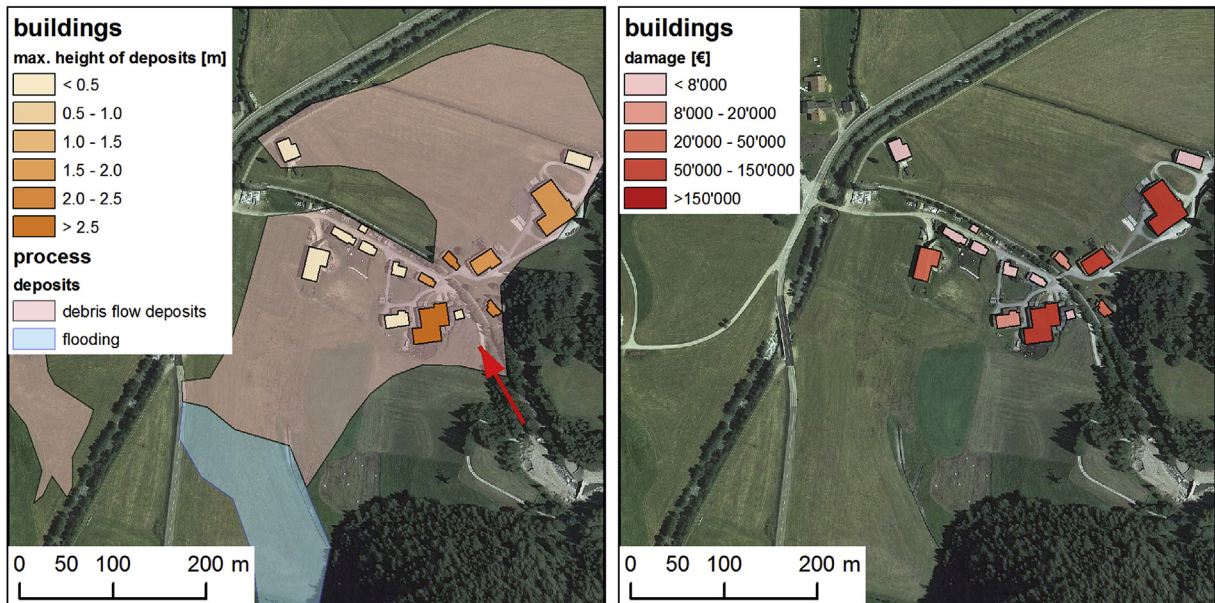 buildings
max. height of deposits [m]
< 0.5
0.5 - 1.0
1.0 - 1.5
1.5 - 2.0
2.0 - 2.5
> 2.5
process
deposits
debris flow deposits
flooding
0 50 100 200 m
buildings
damage [€]
< 8'000
8'000 - 20'000
20'000 - 50'000
50'000 - 150'000
>150'000
0 50 100 200 m